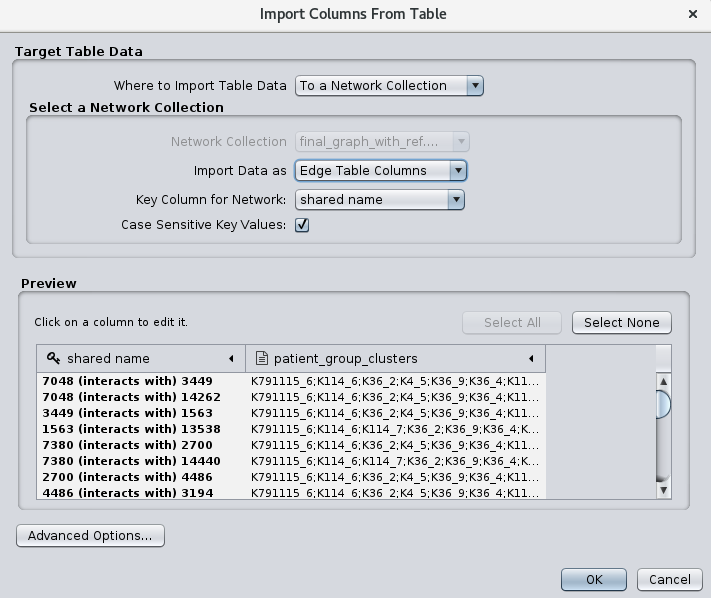 Import Columns From Table
Target Table Data
Where to Import Table Data To a Network Collection
Select a Network Collection
Network Collection final_graph_with_ref....
Import Data as Edge Table Columns
Key Column for Network: shared name
Case Sensitive Key Values:
Preview
Click on a column to edit it. Select All Select None
shared name patient_group_clusters
7048 (interacts with) 3449 K791115_6;K114_6;K36_2;K4_5;K36_9;K36_4;K11...
7048 (interacts with) 14262 K791115_6;K114_6;K36_2;K4_5;K36_9;K36_4;K11...
3449 (interacts with) 1563 K791115_6;K114_6;K36_2;K4_5;K36_9;K36_4;K11...
1563 (interacts with) 13538 K791115_6;K114_6;K114_7;K36_2;K36_9;K36_4;K...
7380 (interacts with) 2700 K791115_6;K114_6;K36_2;K4_5;K36_9;K36_4;K11...
7380 (interacts with) 14440 K791115_6;K114_6;K114_7;K36_2;K36_9;K36_4;K...
2700 (interacts with) 4486 K791115_6;K114_6;K36_2;K4_5;K36_9;K36_4;K11...
4486 (interacts with) 3194 K791115_6;K114_6;K36_2;K4_5;K36_9;K36_4;K11...
Advanced Options...
OK Cancel